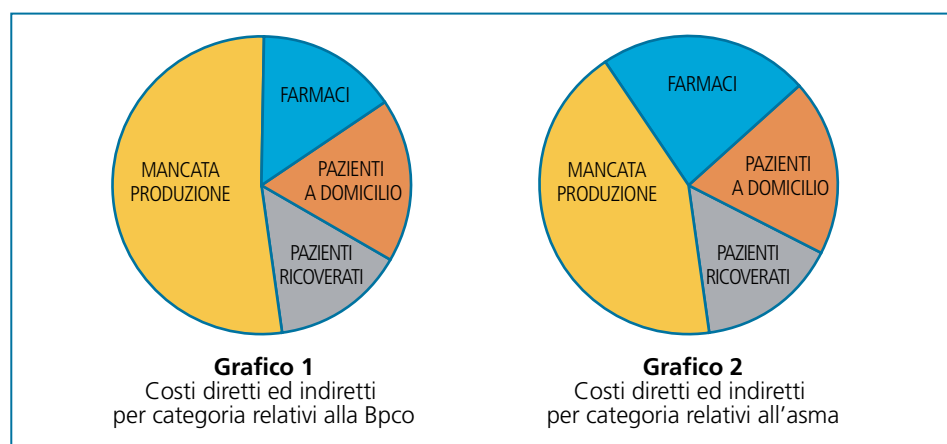 FARMACI
MANCATA
PRODUZIONE
PAZIENTI
A DOMICILIO
PAZIENTI
RICOVERATI
Grafico 1
Costi diretti ed indiretti
per categoria relativi alla Bpco
FARMACI
MANCATA
PRODUZIONE
PAZIENTI
A DOMICILIO
PAZIENTI
RICOVERATI
Grafico 2
Costi diretti ed indiretti
per categoria relativi all'asma